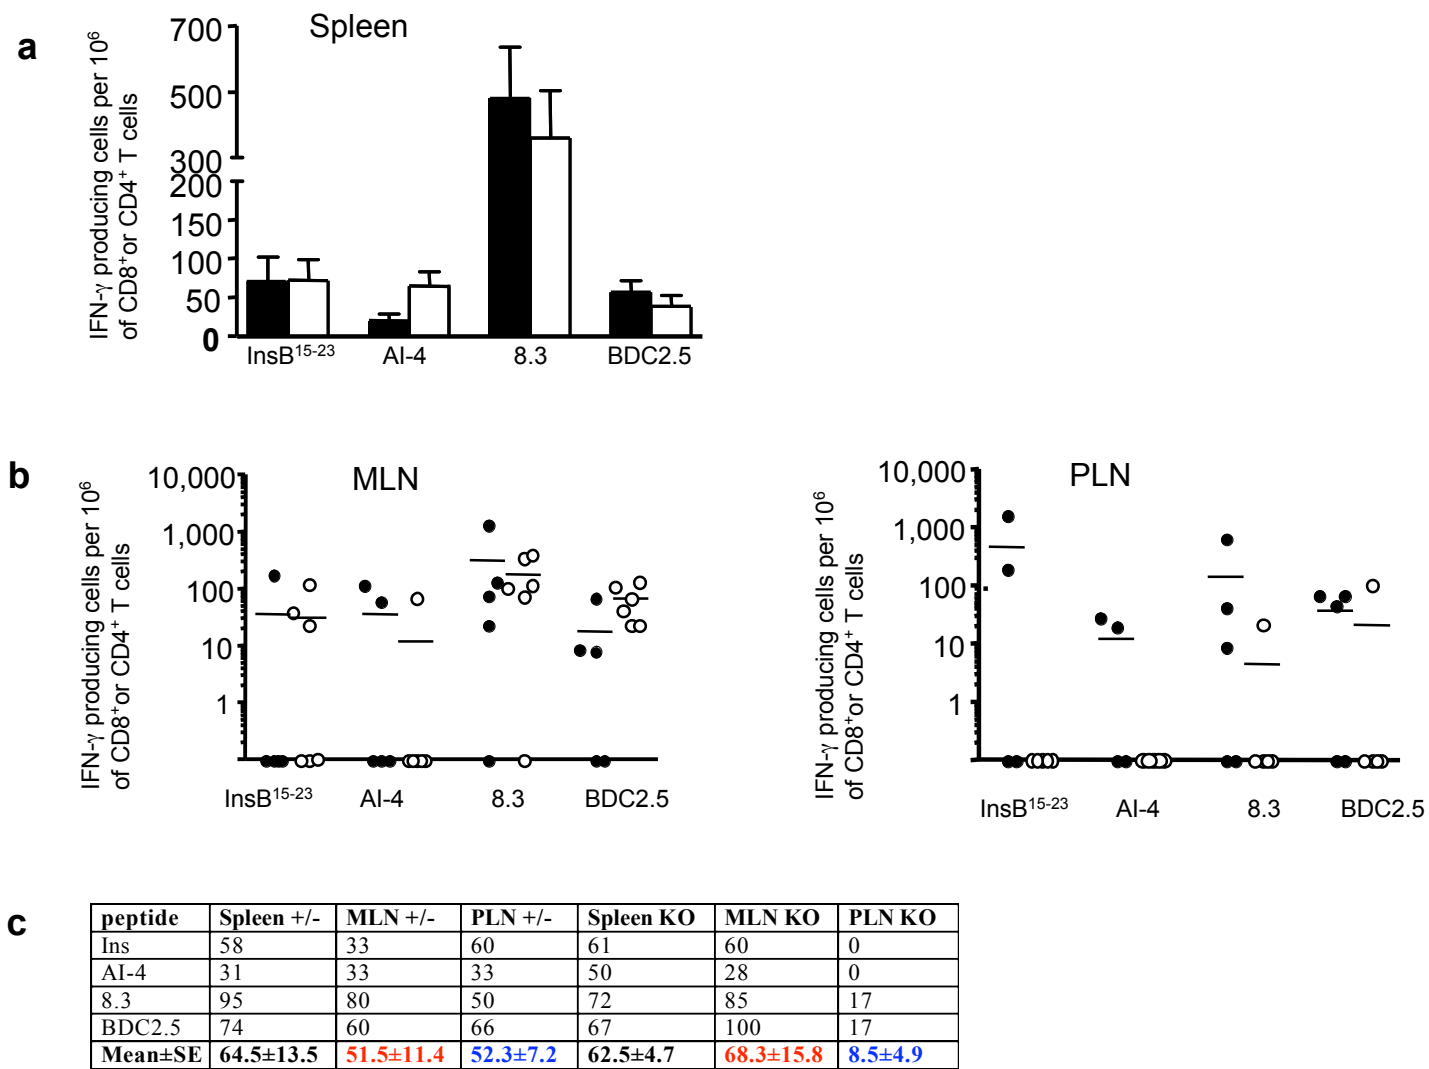 a
Spleen
IFN-γ producing cells per 10⁶
of CD8⁺or CD4⁺ T cells
700
500
300
200
150
100
50
0
InsB¹⁵⁻²³ AI-4 8.3 BDC2.5
b
MLN
IFN-γ producing cells per 10⁶
of CD8⁺or CD4⁺ T cells
10,000
1,000
100
10
1
InsB¹⁵⁻²³ AI-4 8.3 BDC2.5
PLN
IFN-γ producing cells per 10⁶
of CD8⁺or CD4⁺ T cells
10,000
1,000
100
10
1
InsB¹⁵⁻²³ AI-4 8.3 BDC2.5
c
peptide Spleen +/- MLN +/- PLN +/- Spleen KO MLN KO PLN KO
Ins 58 33 60 61 60 0
AI-4 31 33 33 50 28 0
8.3 95 80 50 72 85 17
BDC2.5 74 60 66 67 100 17
Mean±SE 64.5±13.5 51.5±11.4 52.3±7.2 62.5±4.7 68.3±15.8 8.5±4.9